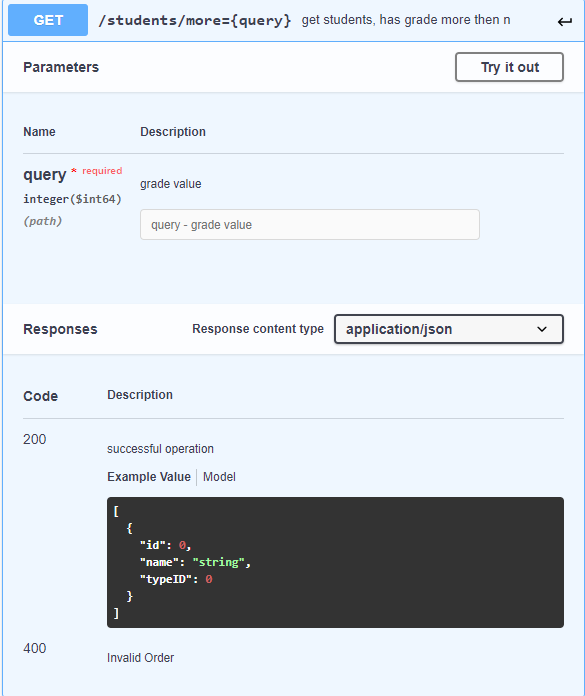 GET /students/more={query} get students, has grade more then n
Parameters
Try it out
Name Description
query * required
integer($int64)
(path)
grade value
query - grade value
Responses
Response content type
application/json
Code Description
200
successful operation
Example Value Model
[
  {
    "id": 0,
    "name": "string",
    "typeID": 0
  }
]
400
Invalid Order